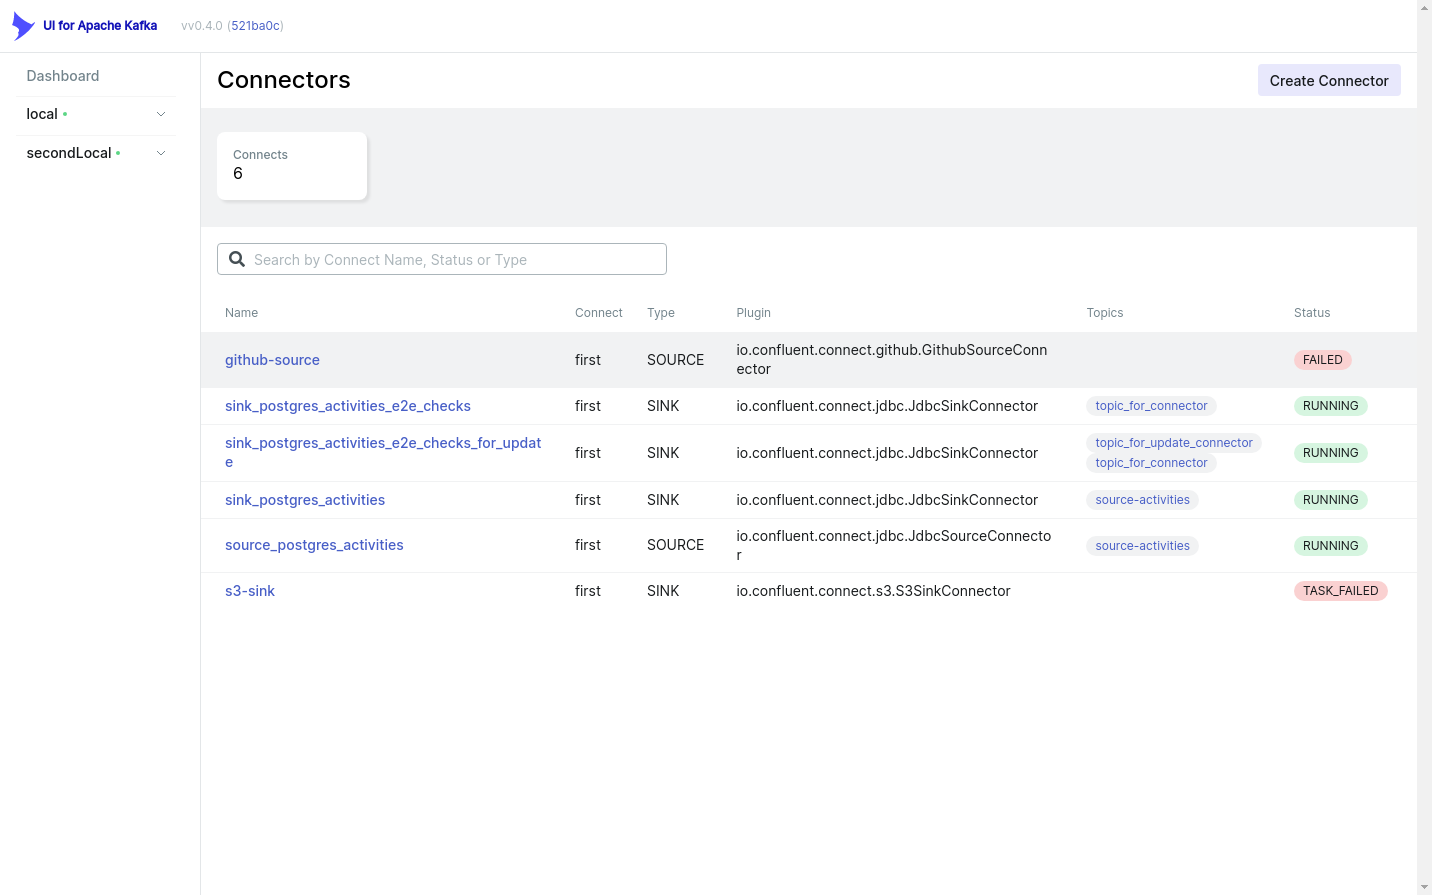 UI for Apache Kafka vv0.4.0 (521ba0c)
Dashboard
local
secondLocal
Connectors
Create Connector
Connects
6
Search by Connect Name, Status or Type
Name Connect Type Plugin Topics Status
github-source first SOURCE io.confluent.connect.github.GithubSourceConn
ector FAILED
sink_postgres_activities_e2e_checks first SINK io.confluent.connect.jdbc.JdbcSinkConnector topic_for_connector RUNNING
sink_postgres_activities_e2e_checks_for_updat first SINK io.confluent.connect.jdbc.JdbcSinkConnector topic_for_update_connector RUNNING
e topic_for_connector
sink_postgres_activities first SINK io.confluent.connect.jdbc.JdbcSinkConnector source-activities RUNNING
source_postgres_activities first SOURCE io.confluent.connect.jdbc.JdbcSourceConnecto
r source-activities RUNNING
s3-sink first SINK io.confluent.connect.s3.S3SinkConnector TASK_FAILED